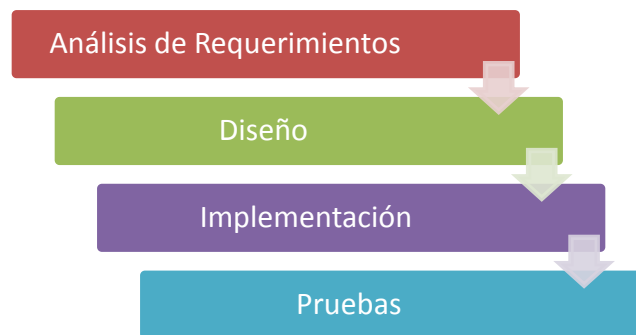 Análisis de Requerimientos
Diseño
Implementación
Pruebas